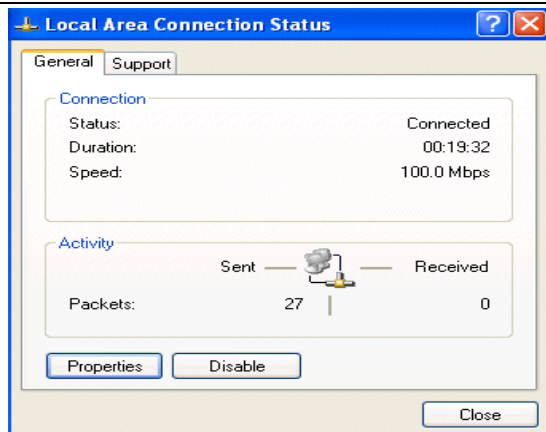 Local Area Connection Status
General Support
Connection
Status: Connected
Duration: 00:19:32
Speed: 100.0 Mbps
Activity
Sent Received
Packets: 27 0
Properties Disable
Close